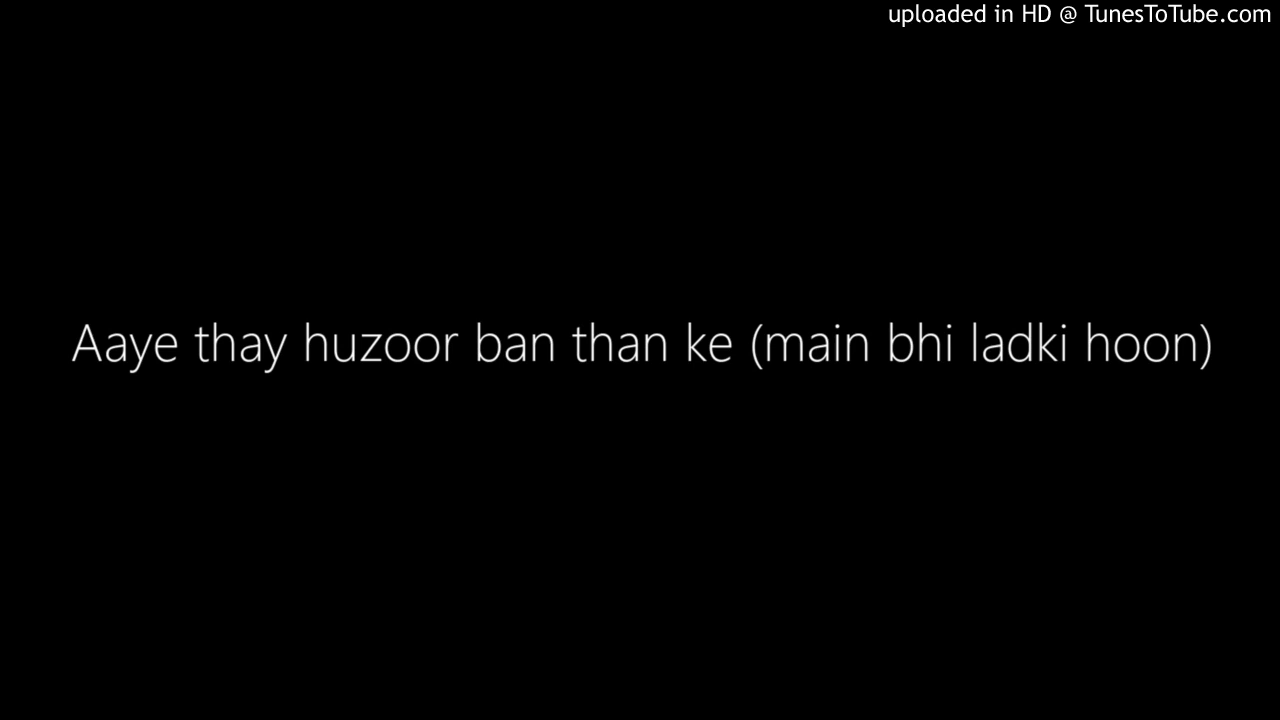 uploaded in HD @ TunesToTube.com
Aaye thay huzoor ban than ke (main bhi ladki hoon)